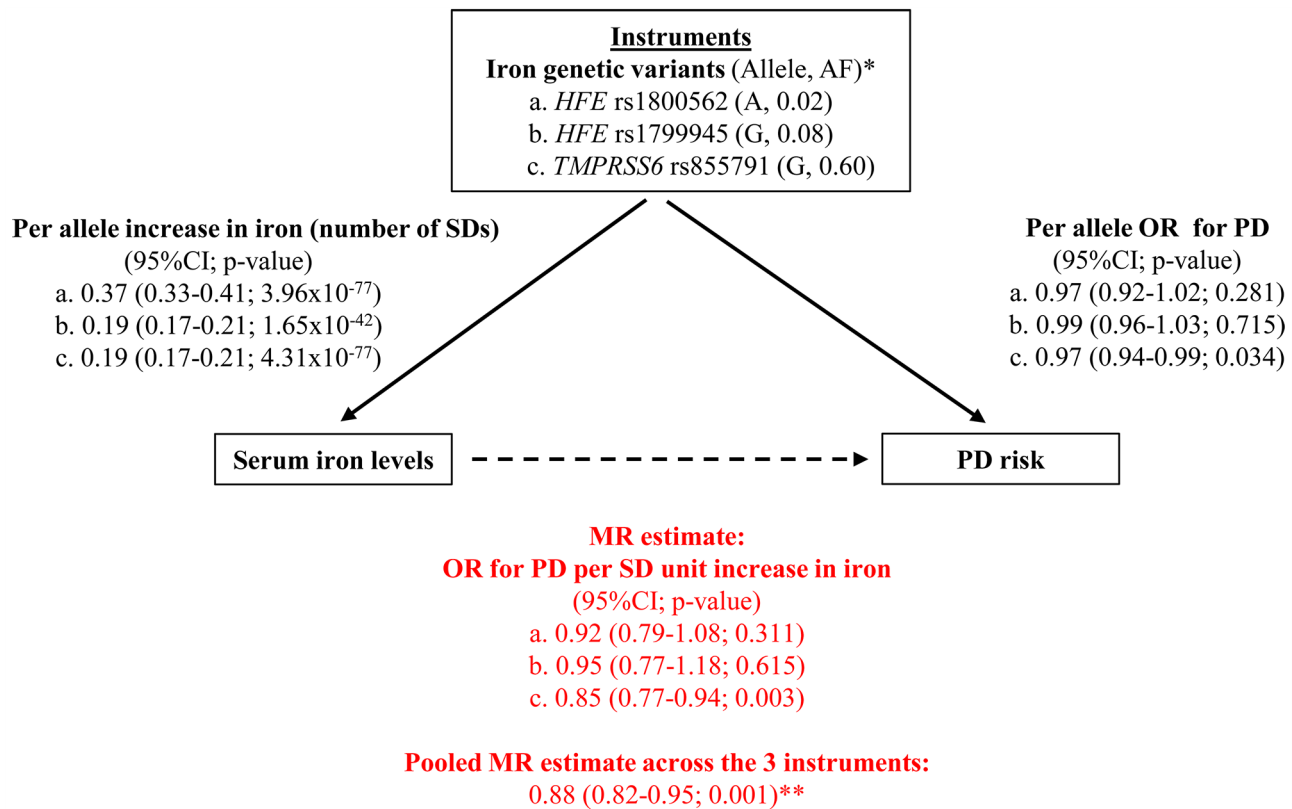 Instruments
Iron genetic variants (Allele, AF)*
a. HFE rs1800562 (A, 0.02)
b. HFE rs1799945 (G, 0.08)
c. TMPRSS6 rs855791 (G, 0.60)
Per allele increase in iron (number of SDs)
(95%CI; p-value)
a. 0.37 (0.33-0.41; 3.96x10⁻⁷⁷)
b. 0.19 (0.17-0.21; 1.65x10⁻⁴²)
c. 0.19 (0.17-0.21; 4.31x10⁻⁷⁷)
Per allele OR for PD
(95%CI; p-value)
a. 0.97 (0.92-1.02; 0.281)
b. 0.99 (0.96-1.03; 0.715)
c. 0.97 (0.94-0.99; 0.034)
Serum iron levels
PD risk
MR estimate:
OR for PD per SD unit increase in iron
(95%CI; p-value)
a. 0.92 (0.79-1.08; 0.311)
b. 0.95 (0.77-1.18; 0.615)
c. 0.85 (0.77-0.94; 0.003)
Pooled MR estimate across the 3 instruments:
0.88 (0.82-0.95; 0.001)**